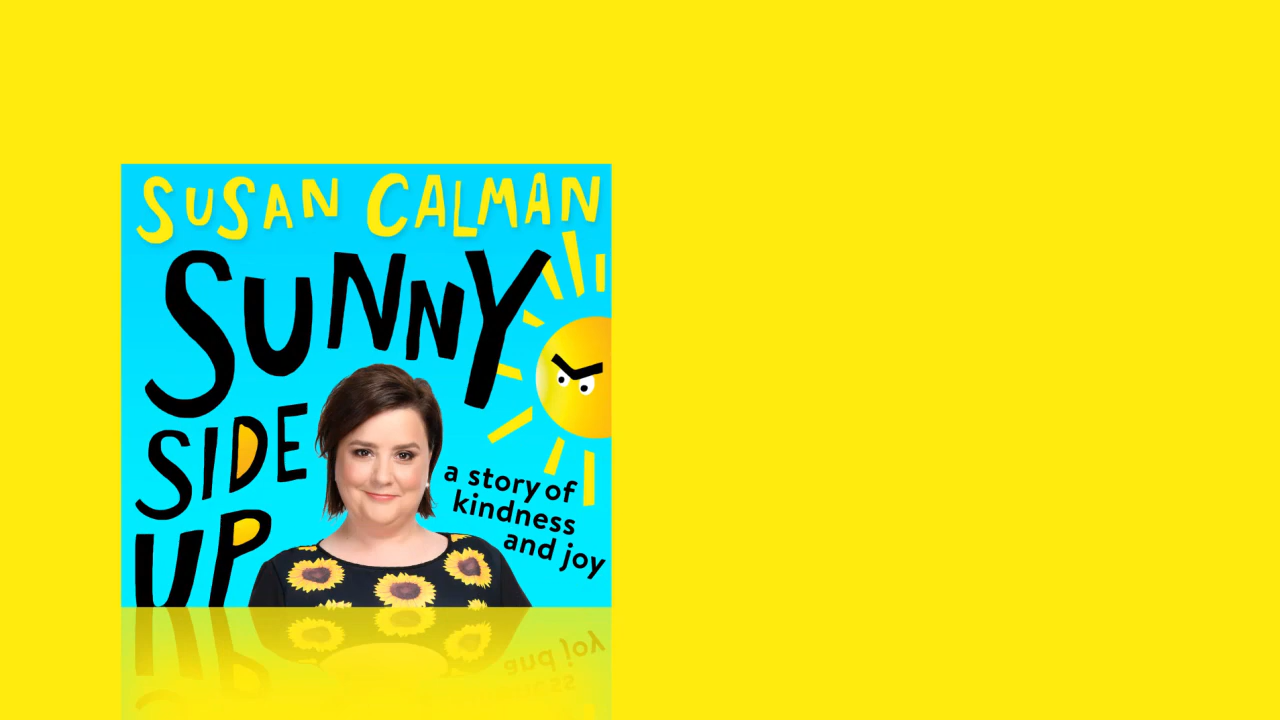 SUSAN CALMAN
SUNNY
SIDE
UP
a story of
kindness
and joy